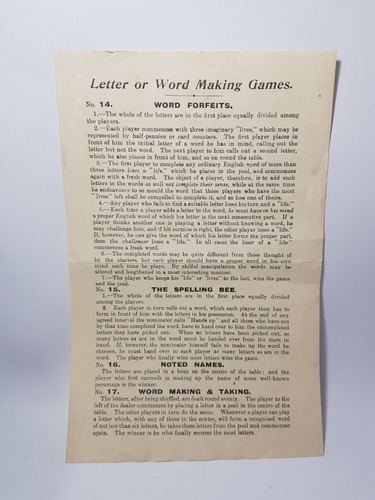 Letter or Word Making Games.
No. 14. WORD FORFEITS.
1.—The whole of the letters are in the first place equally divided among
the players.
2.—Each player commences with three imaginary "lives," which may be
represented by half-pennies or card counters. The first player places in
front of him the initial letter of a word he has in mind, calling out the
letter but not the word. The next player to him calls out a second letter,
which he also places in front of him, and so on round the table.
3.—The first player to complete any ordinary English word of more than
three letters loses a "life," which he places in the pool, and commences
again with a fresh word. The object of a player, therefore, is to add such
letters to the words as will not complete their sense, while at the same time
he endeavours to so mould the word that those players who have the most
"lives" left shall be compelled to complete it, and so lose one of theirs.
4.—Any player who fails to find a suitable letter loses his turn and a "life."
5.—Each time a player adds a letter to the word, he must have in his mind
a proper English word of which his letter is the next consecutive part. If a
player thinks another one is playing a letter without knowing a word, he
may challenge him, and if his surmise is right, the other player loses a "life."
If, however, he can give the word of which his letter forms the proper part,
then the challenger loses a "life." In all cases the loser of a "life"
commences a fresh word.
6.—The completed words may be quite different from those thought of
by the starters, but each player should have a proper word in his own
mind each time he plays. By skilful manipulation the words may be
altered and lengthened in a most interesting manner.
7.—The player who keeps his "life" or "lives" to the last, wins the game
and the pool.
No. 15. THE SPELLING BEE.
1.—The whole of the letters are in the first place equally divided
among the players.
2. Each player in turn calls out a word, which each player then has to
form in front of him with the letters in his possession. At the end of any
agreed interval the nominator calls "Hands up" and all those who have not
by that time completed the word, have to hand over to him the uncompleted
letters they have picked out. When no letters have been picked out, as
many letters as are in the word must be handed over from the store in
hand. If, however, the nominator himself fails to make up the word he
chooses, he must hand over to each player as many letters as are in the
word. The player who finally wins most letters wins the game.
No. 16. NOTED NAMES.
The letters are placed in a heap on the centre of the table; and the
player who first succeeds in making up the name of some well-known
personage is the winner.
No. 17. WORD MAKING & TAKING.
The letters, after being shuffled, are dealt round evenly. The player to the
left of the dealer commences by placing a letter in a pool in the centre of the
table. The other players in turn do the same. Whenever a player can play
a letter which, with any of those in the centre, will form a recognised word
of not less than six letters, he takes those letters from the pool and commences
again. The winner is he who finally secures the most letters.